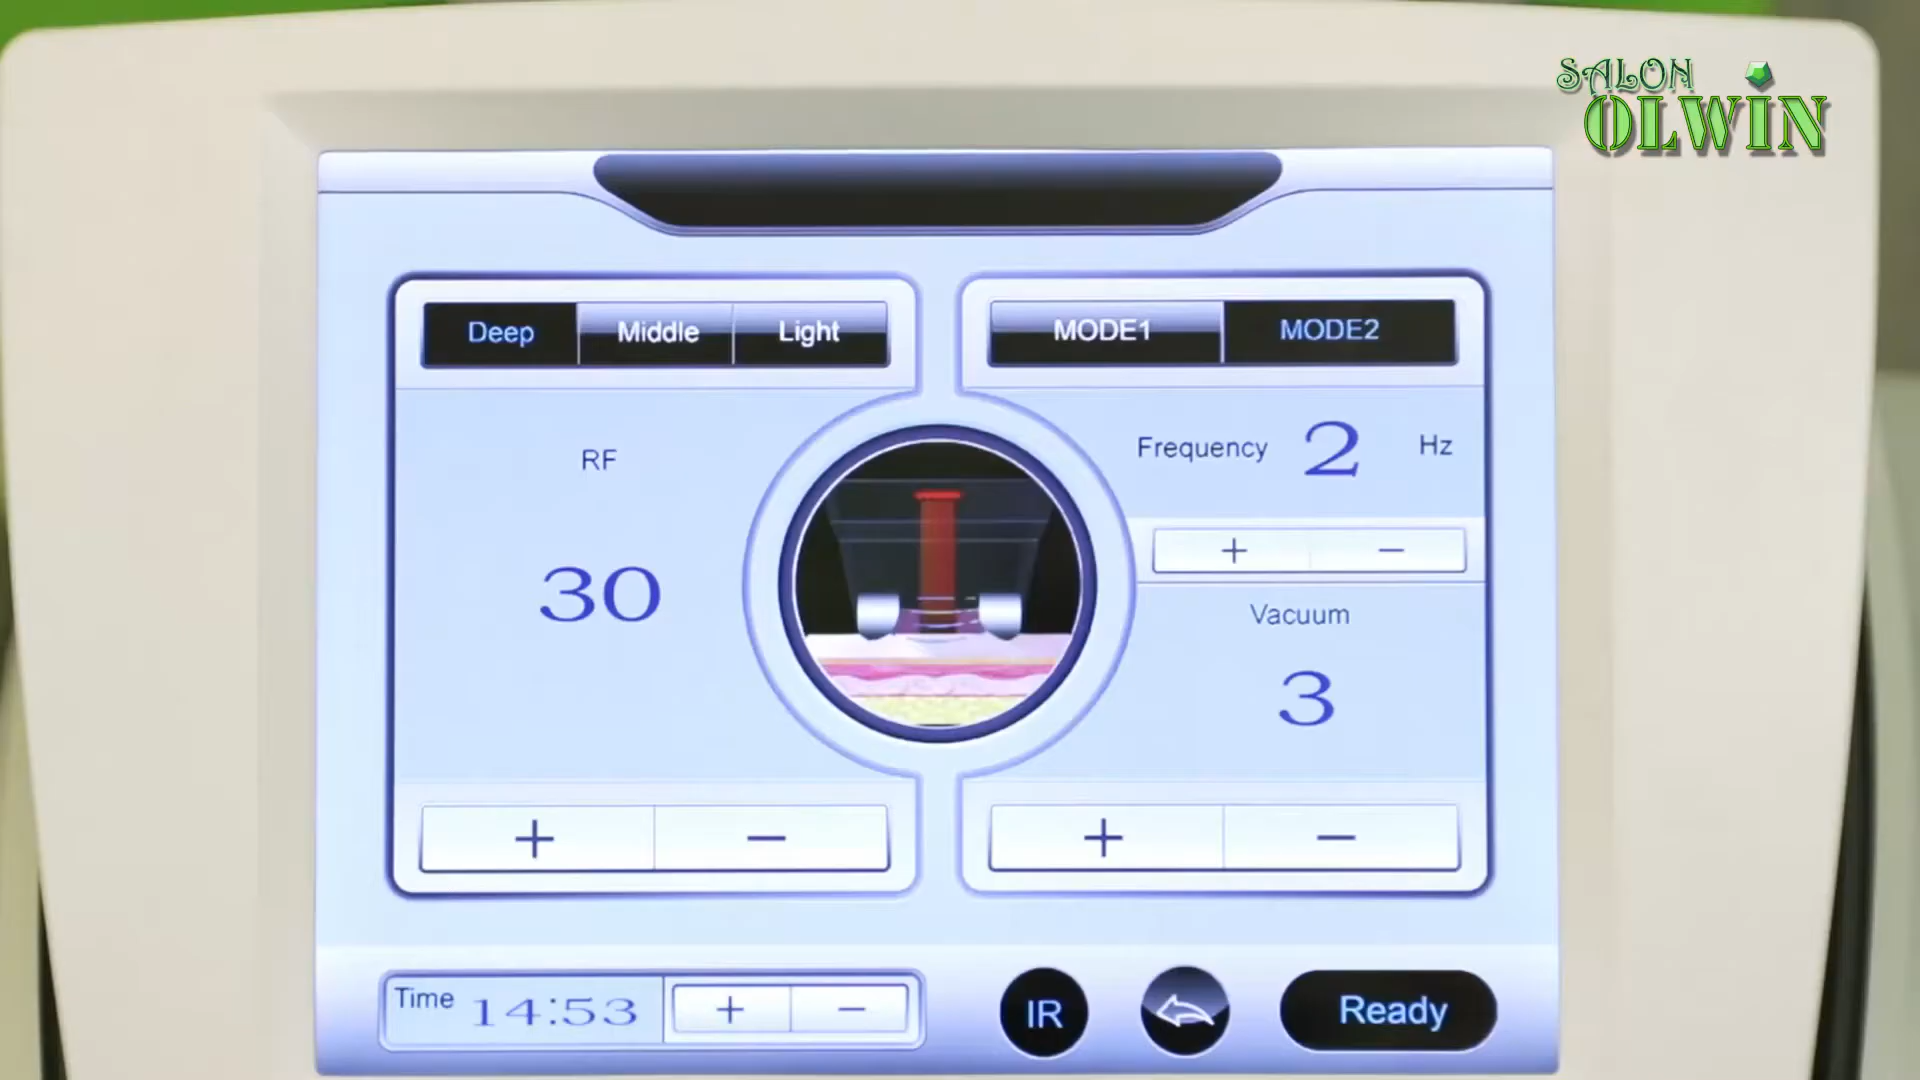 SALON
OLWIN
Deep Middle Light
MODE1 MODE2
RF
30
Frequency 2 Hz
+ −
Vacuum
3
+ −
+ −
Time 14:53 + −
IR
Ready